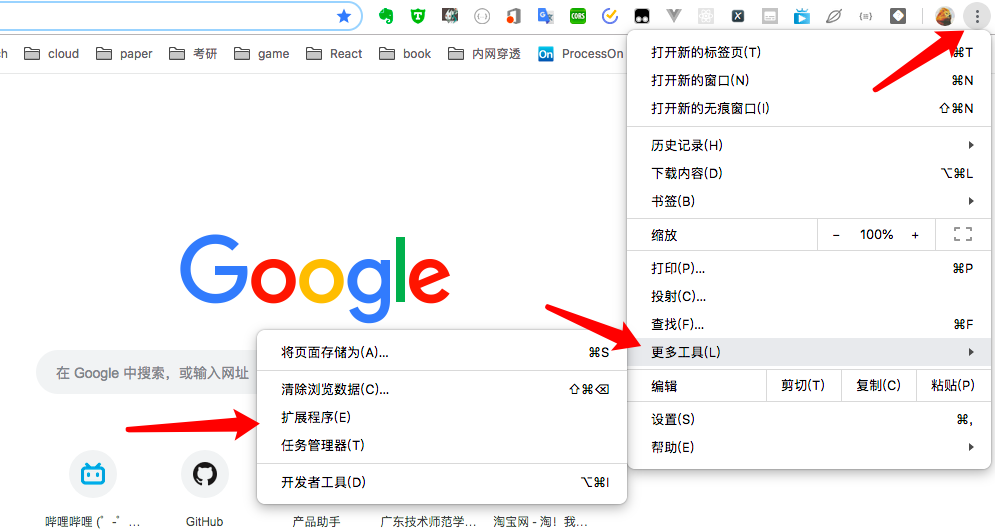 CORS
ch cloud paper 考研 game React book 内网穿透 On ProcessOn
打开新的标签页(T) ⌘T
打开新的窗口(N) ⌘N
打开新的无痕窗口(I) ⇧⌘N
历史记录(H)
下载内容(D) ⌥⌘L
书签(B)
缩放 − 100% +
打印(P)... ⌘P
投射(C)...
查找(F)... ⌘F
更多工具(L)
编辑 剪切(T) 复制(C) 粘贴(P)
设置(S) ⌘,
帮助(E)
Google
在 Google 中搜索，或输入网址
将页面存储为(A)... ⌘S
清除浏览数据(C)... ⇧⌘⌫
扩展程序(E)
任务管理器(T)
开发者工具(D) ⌥⌘I
哔哩哔哩 (゜-゜ ... GitHub 产品助手 广东技术师范学... 淘宝网 - 淘！我...